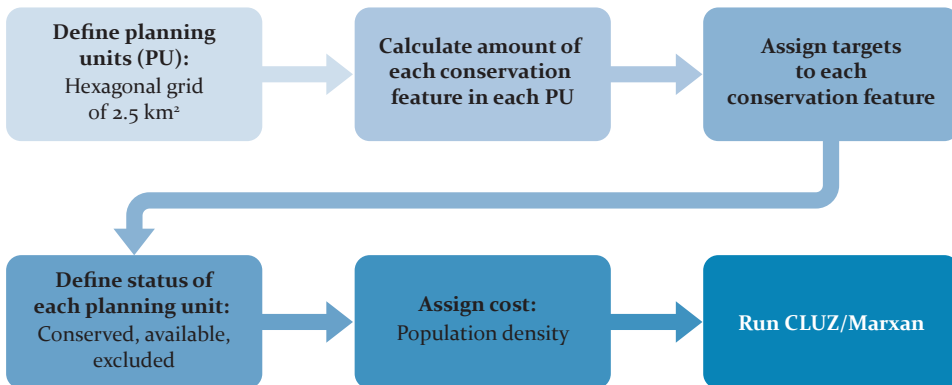 Define planning
units (PU):
Hexagonal grid
of 2.5 km²
Calculate amount of
each conservation
feature in each PU
Assign targets
to each
conservation feature
Define status of
each planning unit:
Conserved, available,
excluded
Assign cost:
Population density
Run CLUZ/Marxan